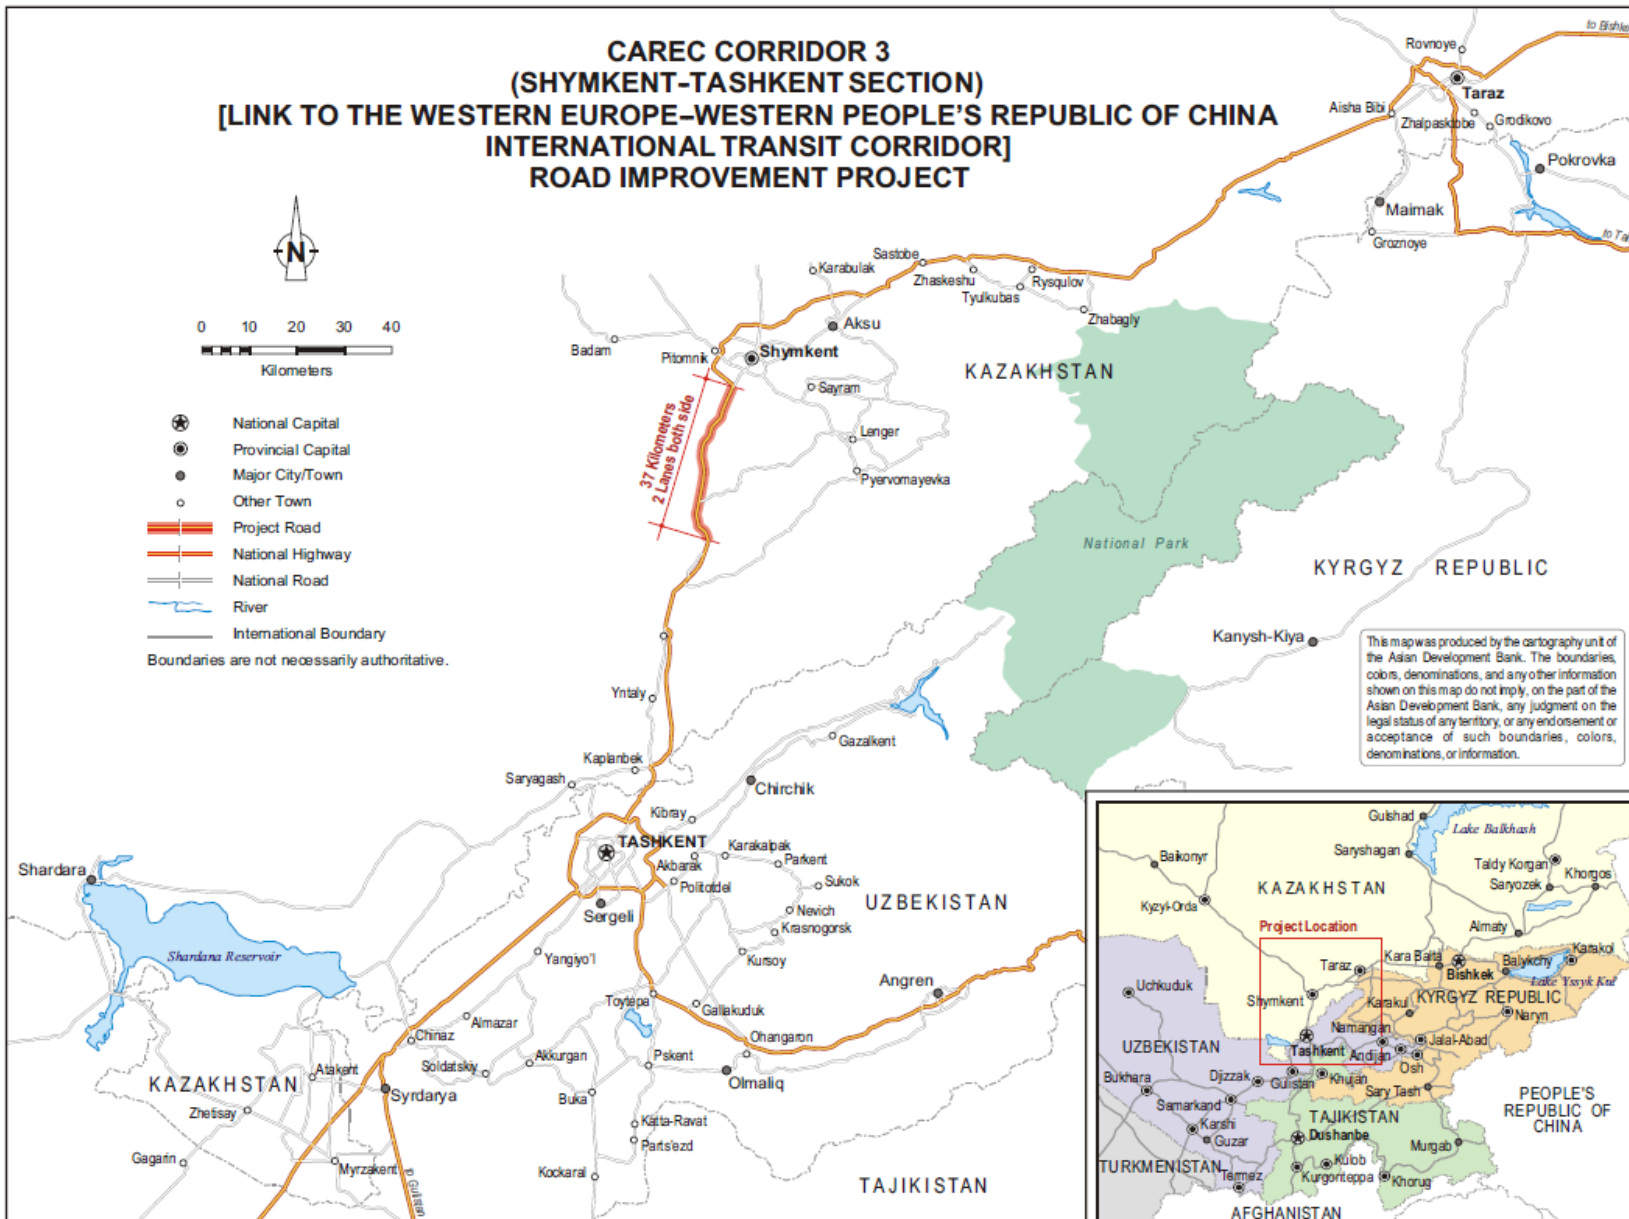 CAREC CORRIDOR 3
(SHYMKENT–TASHKENT SECTION)
[LINK TO THE WESTERN EUROPE–WESTERN PEOPLE'S REPUBLIC OF CHINA
INTERNATIONAL TRANSIT CORRIDOR]
ROAD IMPROVEMENT PROJECT
N
0 10 20 30 40
Kilometers
National Capital
Provincial Capital
Major City/Town
Other Town
Project Road
National Highway
National Road
River
International Boundary
Boundaries are not necessarily authoritative.
Rovnoye
Taraz
Aisha Bibi
Zhalpasktobe
Grodikovo
Pokrovka
Maimak
Groznoye
Sastobe
Karabulak
Zhaskeshu
Rysqulov
Tyulkubas
Zhabagly
Aksu
Badam
Pitomnik
Shymkent
KAZAKHSTAN
Sayram
37 Kilometers
2 Lanes both side
Lenger
Pyervomayevka
National Park
KYRGYZ REPUBLIC
Kanysh-Kiya
This map was produced by the cartography unit of
the Asian Development Bank. The boundaries,
colors, denominations, and any other information
shown on this map do not imply, on the part of the
Asian Development Bank, any judgment on the
legal status of any territory, or any endorsement or
acceptance of such boundaries, colors,
denominations, or information.
Yntaly
Gazalkent
Kaplanbek
Saryagash
Chirchik
Kibray
TASHKENT
Karakalpak
Akbarak
Parkent
Shardara
Politotdel
Sukok
UZBEKISTAN
Sergeli
Nevich
Krasnogorsk
Shardana Reservoir
Yangiyo'l
Kursoy
Angren
Toytepa
Gallakuduk
Almazar
Chinaz
Ohangaron
Soldatskiy
Akkurgan
Pskent
KAZAKHSTAN
Atakent
Syrdarya
Olmaliq
Buka
Zhetisay
Katta-Ravat
Parts'ezd
Gagarin
Myrzakent
Kockaral
TAJIKISTAN
Gulshad
Lake Balkhash
Saryshagan
Baikonyr
Taldy Korgan
KAZAKHSTAN
Saryozek
Khorgos
Kyzyl-Orda
Project Location
Almaty
Kara Balta
Karakol
Taraz
Bishkek
Balykchy
Lake Yssyk Kul
Uchkuduk
Shymkent
Karakul
KYRGYZ REPUBLIC
Naryn
Namangan
UZBEKISTAN
Tashkent
Andijan
Jalal-Abad
Osh
Bukhara
Djizzak
Gulistan
Khujan
Sary Tash
Samarkand
TAJIKISTAN
PEOPLE'S
REPUBLIC OF
CHINA
Karshi
Guzar
Dushanbe
Murgab
TURKMENISTAN
Kulob
Termez
Kurgonteppa
Khorug
AFGHANISTAN